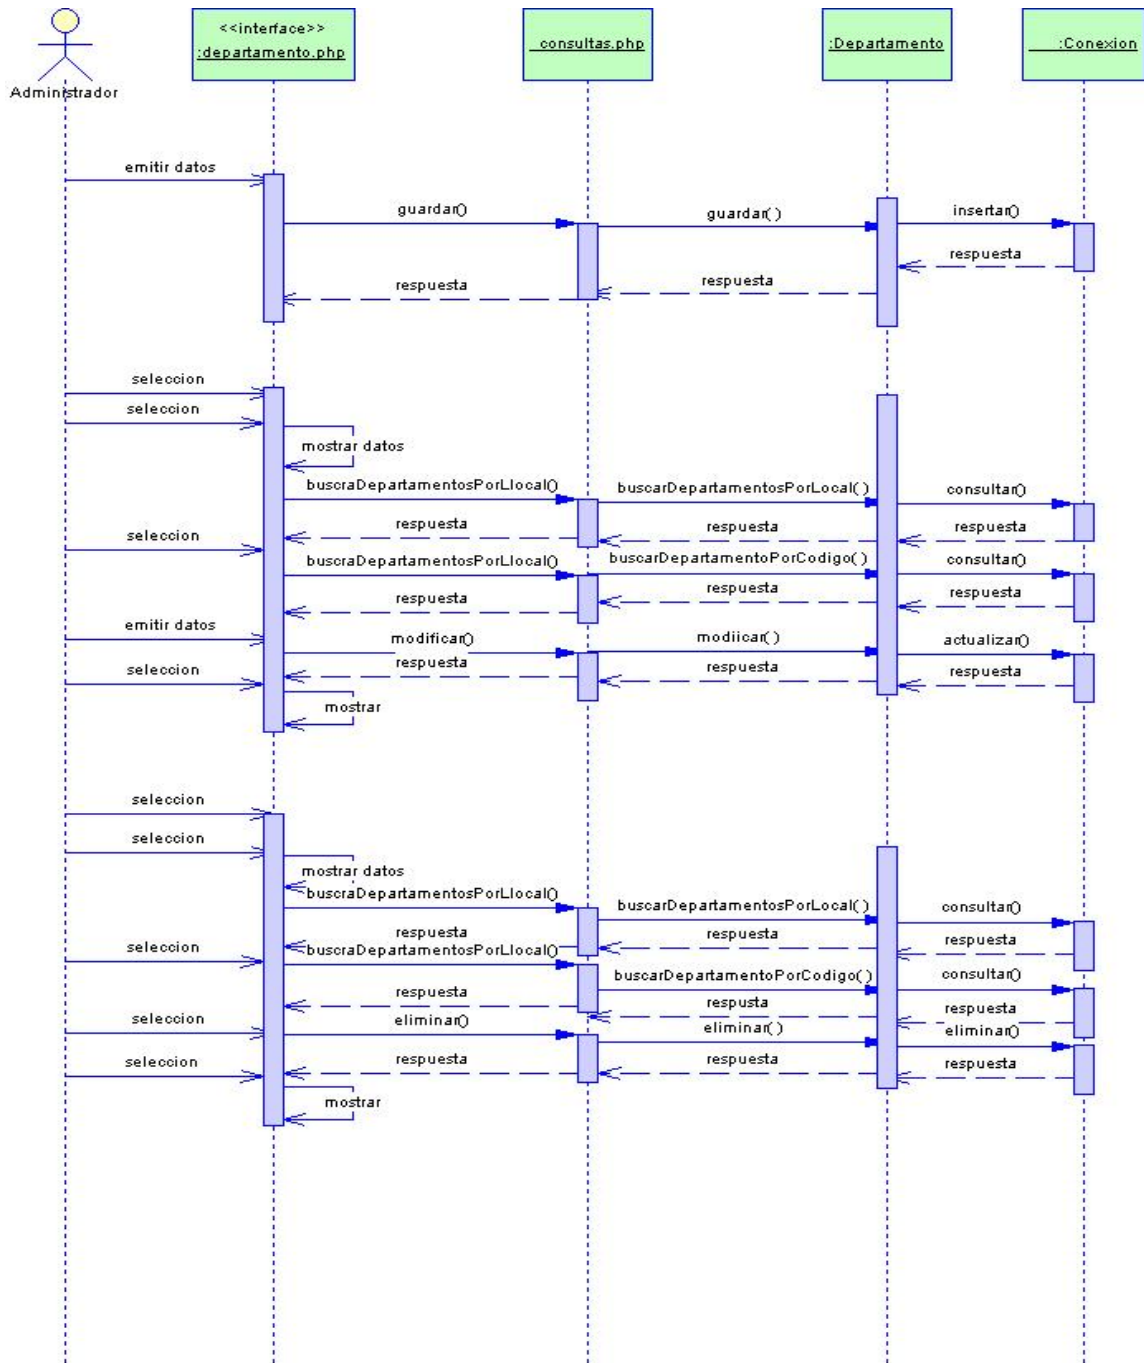 <<interface>>
:departamento.php
consultas.php
:Departamento
:Conexion
Administrador
emitir datos
guardar()
guardar( )
insertar()
respuesta
respuesta
respuesta
seleccion
seleccion
mostrar datos
buscraDepartamentosPorLlocal()
buscarDepartamentosPorLocal( )
consultar()
respuesta
respuesta
respuesta
seleccion
buscraDepartamentosPorLlocal()
buscarDepartamentoPorCodigo( )
consultar()
respuesta
respuesta
respuesta
emitir datos
modificar()
modiicar( )
actualizar()
respuesta
respuesta
respuesta
seleccion
mostrar
seleccion
seleccion
mostrar datos
buscraDepartamentosPorLlocal()
buscarDepartamentosPorLocal( )
consultar()
respuesta
respuesta
respuesta
seleccion
buscraDepartamentosPorLlocal()
buscarDepartamentoPorCodigo( )
consultar()
respuesta
respusta
respuesta
seleccion
eliminar()
eliminar( )
eliminar()
seleccion
respuesta
respuesta
respuesta
mostrar